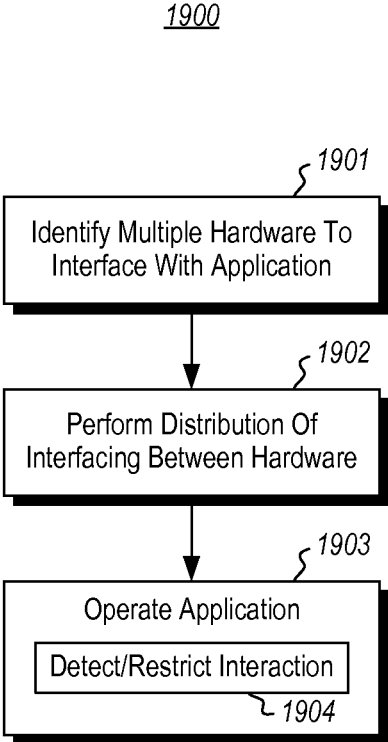 1900
1901
Identify Multiple Hardware To
Interface With Application
1902
Perform Distribution Of
Interfacing Between Hardware
1903
Operate Application
Detect/Restrict Interaction
1904